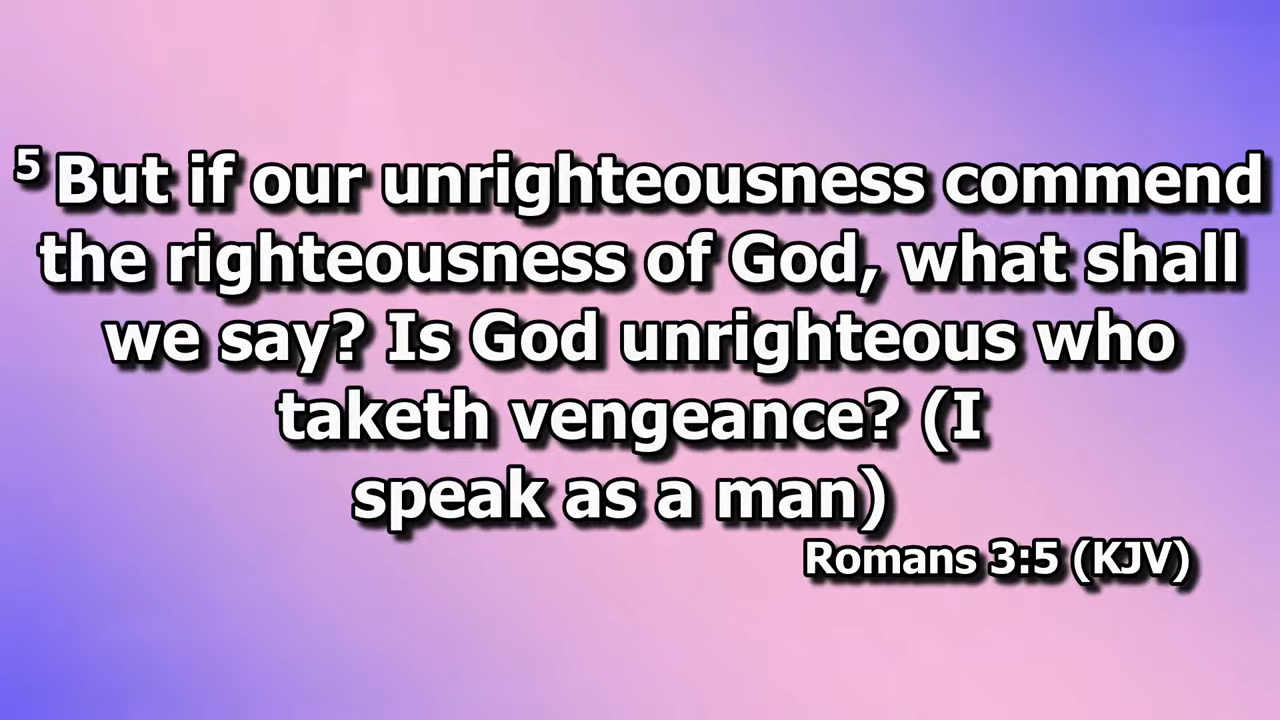 5 But if our unrighteousness commend
the righteousness of God, what shall
we say? Is God unrighteous who
taketh vengeance? (I
speak as a man)
Romans 3:5 (KJV)